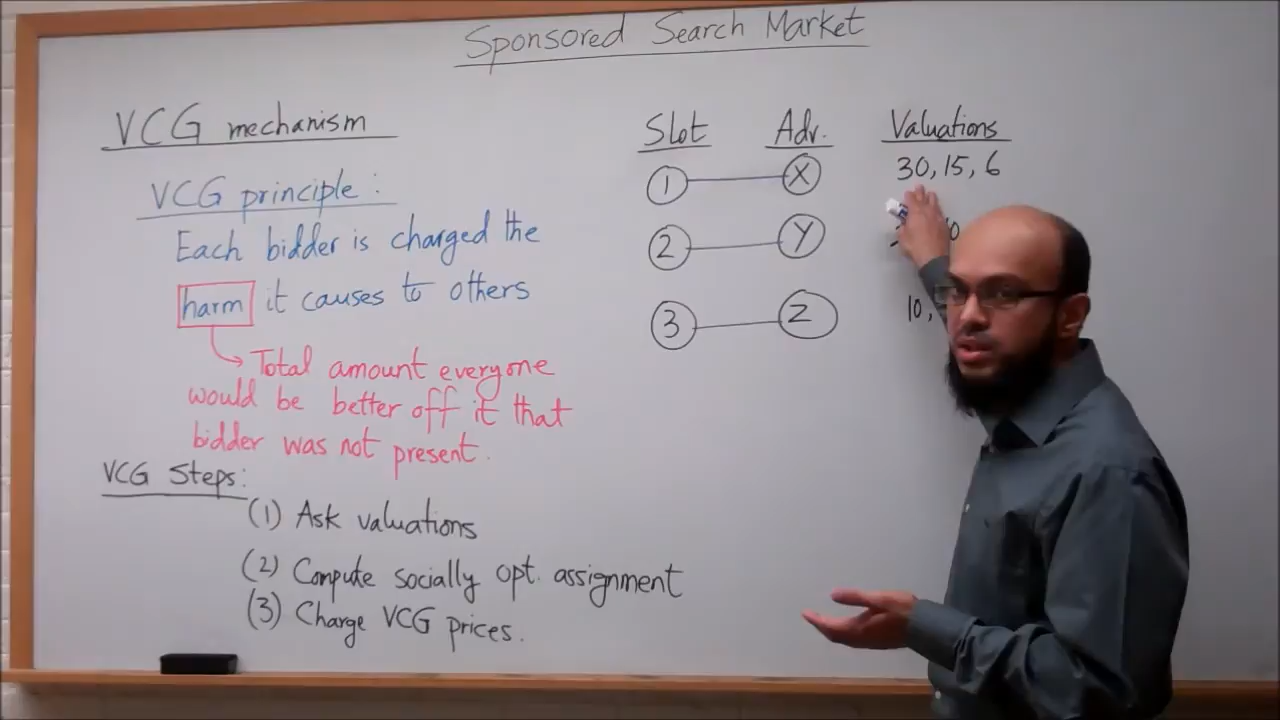 Sponsored Search Market
VCG mechanism
VCG principle:
Each bidder is charged the
harm it causes to others
Total amount everyone
would be better off it that
bidder was not present.
VCG Steps:
(1) Ask valuations
(2) Compute socially opt. assignment
(3) Charge VCG prices.
Slot Adv. Valuations
1 X 30, 15, 6
2 Y
3 Z 10,